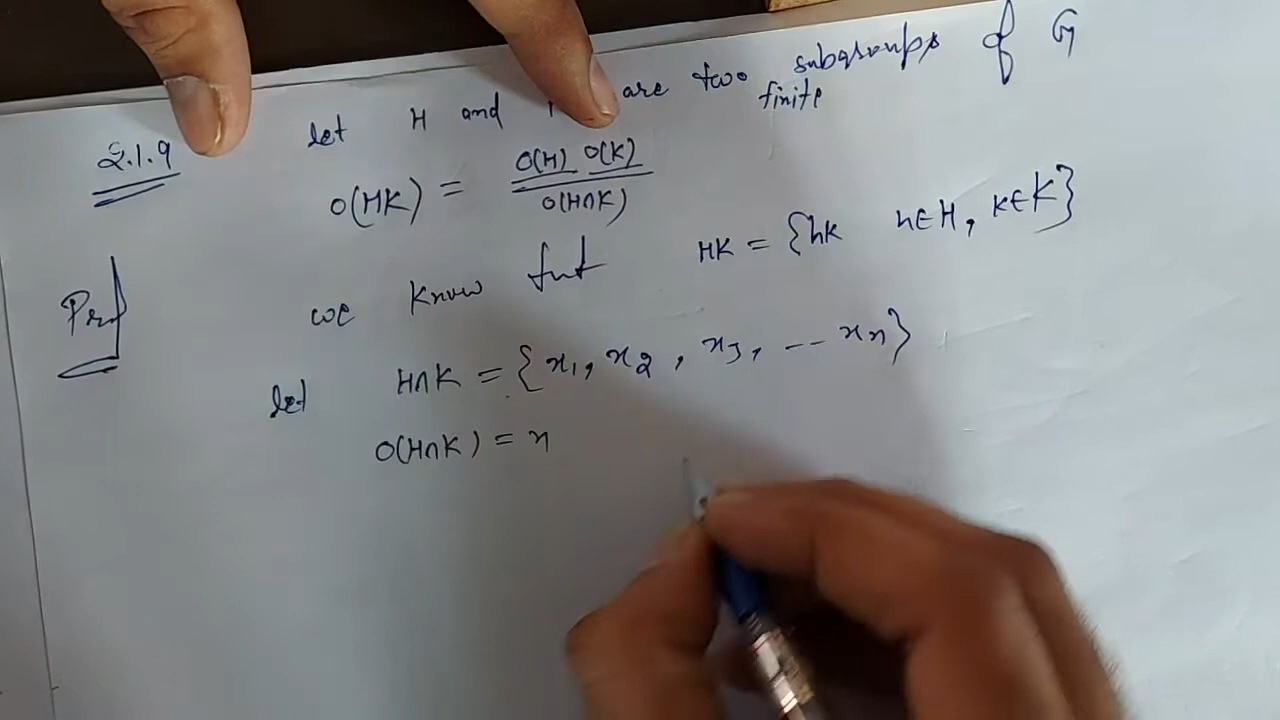 2.1.9 let H and are two finite subgroups of G
O(HK) = O(H) O(K) / O(H∩K)
Prof we know that HK = {hk h∈H, k∈K}
let H∩K = {x1, x2, x3, -- xn}
O(H∩K) = n